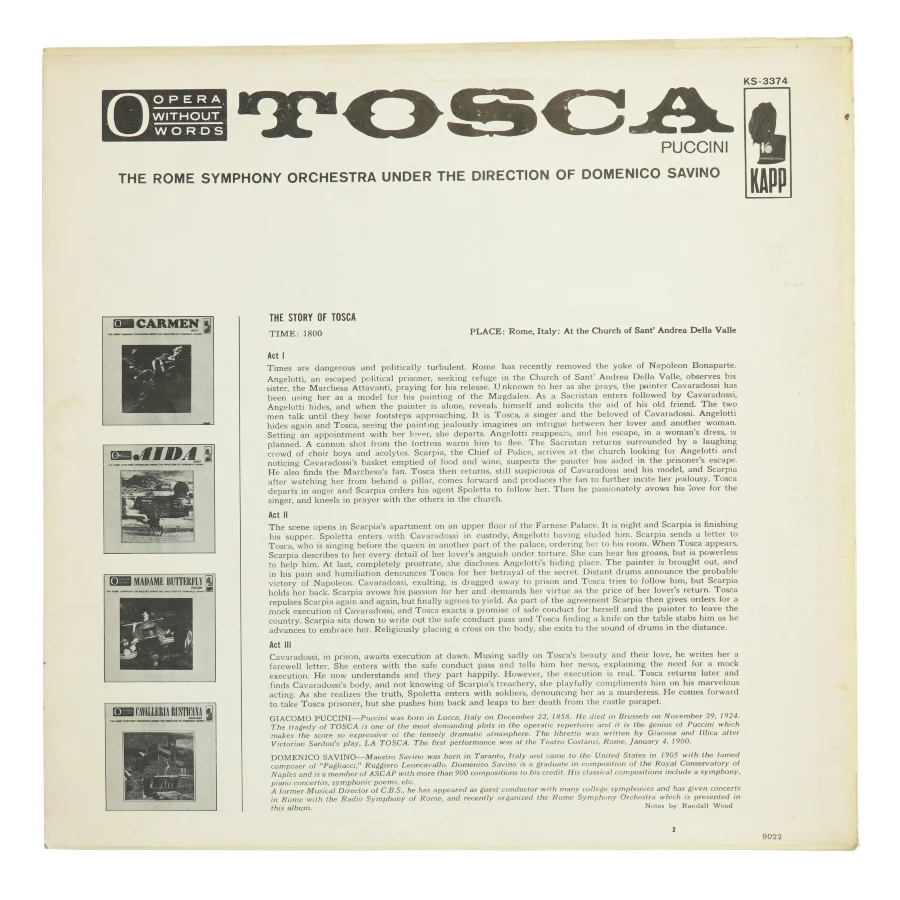 KS-3374
O OPERA
WITHOUT
WORDS
TOSCA
PUCCINI
KAPP
THE ROME SYMPHONY ORCHESTRA UNDER THE DIRECTION OF DOMENICO SAVINO
CARMEN
AIDA
MADAME BUTTERFLY
CAVALLERIA RUSTICANA
THE STORY OF TOSCA
TIME: 1800 PLACE: Rome, Italy: At the Church of Sant' Andrea Della Valle
Act I
Times are dangerous and politically turbulent. Rome has recently removed the yoke of Napoleon Bonaparte.
Angelotti, an escaped political prisoner, seeking refuge in the Church of Sant' Andrea Della Valle, observes his
sister, the Marchesa Attavanti, praying for his release. Unknown to her as she prays, the painter Cavaradossi has
been using her as a model for his painting of the Magdalen. As a Sacristan enters followed by Cavaradossi,
Angelotti hides, and when the painter is alone, reveals himself and solicits the aid of his old friend. The two
men talk until they hear footsteps approaching. It is Tosca, a singer and the beloved of Cavaradossi. Angelotti
hides again and Tosca, seeing the painting jealously imagines an intrigue between her lover and another woman.
Setting an appointment with her lover, she departs. Angelotti reappears, and his escape, in a woman's dress, is
planned. A cannon shot from the fortress warns him to flee. The Sacristan returns surrounded by a laughing
crowd of choir boys and acolytes. Scarpia, the Chief of Police, arrives at the church looking for Angelotti and
noticing Cavaradossi's basket emptied of food and wine, suspects the painter has aided in the prisoner's escape.
He also finds the Marchesa's fan. Tosca then returns, still suspicious of Cavaradossi and his model, and Scarpia
after watching her from behind a pillar, comes forward and produces the fan to further incite her jealousy. Tosca
departs in anger and Scarpia orders his agent Spoletta to follow her. Then he passionately avows his love for the
singer, and kneels in prayer with the others in the church.
Act II
The scene opens in Scarpia's apartment on an upper floor of the Farnese Palace. It is night and Scarpia is finishing
his supper. Spoletta enters with Cavaradossi in custody, Angelotti having eluded him. Scarpia sends a letter to
Tosca, who is singing before the queen in another part of the palace, ordering her to his room. When Tosca appears,
Scarpia describes to her every detail of her lover's anguish under torture. She can hear his groans, but is powerless
to help him. At last, completely prostrate, she discloses Angelotti's hiding place. The painter is brought out, and
in his pain and humiliation denounces Tosca for her betrayal of the secret. Distant drums announce the probable
victory of Napoleon. Cavaradossi, exulting, is dragged away to prison and Tosca tries to follow him, but Scarpia
holds her back. Scarpia avows his passion for her and demands her virtue as the price of her lover's return. Tosca
repulses Scarpia again and again, but finally agrees to yield. As part of the agreement Scarpia then gives orders for a
mock execution of Cavaradossi, and Tosca exacts a promise of safe conduct for herself and the painter to leave the
country. Scarpia sits down to write out the safe conduct pass and Tosca finding a knife on the table stabs him as he
advances to embrace her. Religiously placing a cross on the body, she exits to the sound of drums in the distance.
Act III
Cavaradossi, in prison, awaits execution at dawn. Musing sadly on Tosca's beauty and their love, he writes her a
farewell letter. She enters with the safe conduct pass and tells him her news, explaining the need for a mock
execution. He now understands and they part happily. However, the execution is real. Tosca returns later and
finds Cavaradossi's body, and not knowing of Scarpia's treachery, she playfully compliments him on his marvelous
acting. As she realizes the truth, Spoletta enters with soldiers, denouncing her as a murderess. He comes forward
to take Tosca prisoner, but she pushes him back and leaps to her death from the castle parapet.
GIACOMO PUCCINI—Puccini was born in Lucca, Italy on December 22, 1858. He died in Brussels on November 29, 1924.
The tragedy of TOSCA is one of the most demanding plots in the operatic repertoire and it is the genius of Puccini which
makes the score so expressive of the tensely dramatic atmosphere. The libretto was written by Giacosa and Illica after
Victorian Sardou's play, LA TOSCA. The first performance was at the Teatro Costanzi, Rome, January 4, 1900.
DOMENICO SAVINO—Maestro Savino was born in Taranto, Italy and came to the United States in 1905 with the famed
composer of "Pagliacci," Ruggiero Leoncavallo. Domenico Savino is a graduate in composition of the Royal Conservatory of
Naples and is a member of ASCAP with more than 900 compositions to his credit. His classical compositions include a symphony,
piano concertos, symphonic poems, etc.
A former Musical Director of C.B.S., he has appeared as guest conductor with many college symphonies and has given concerts
in Rome with the Radio Symphony of Rome, and recently organized the Rome Symphony Orchestra which is presented in
this album. Notes by Randall Wood
2
9022